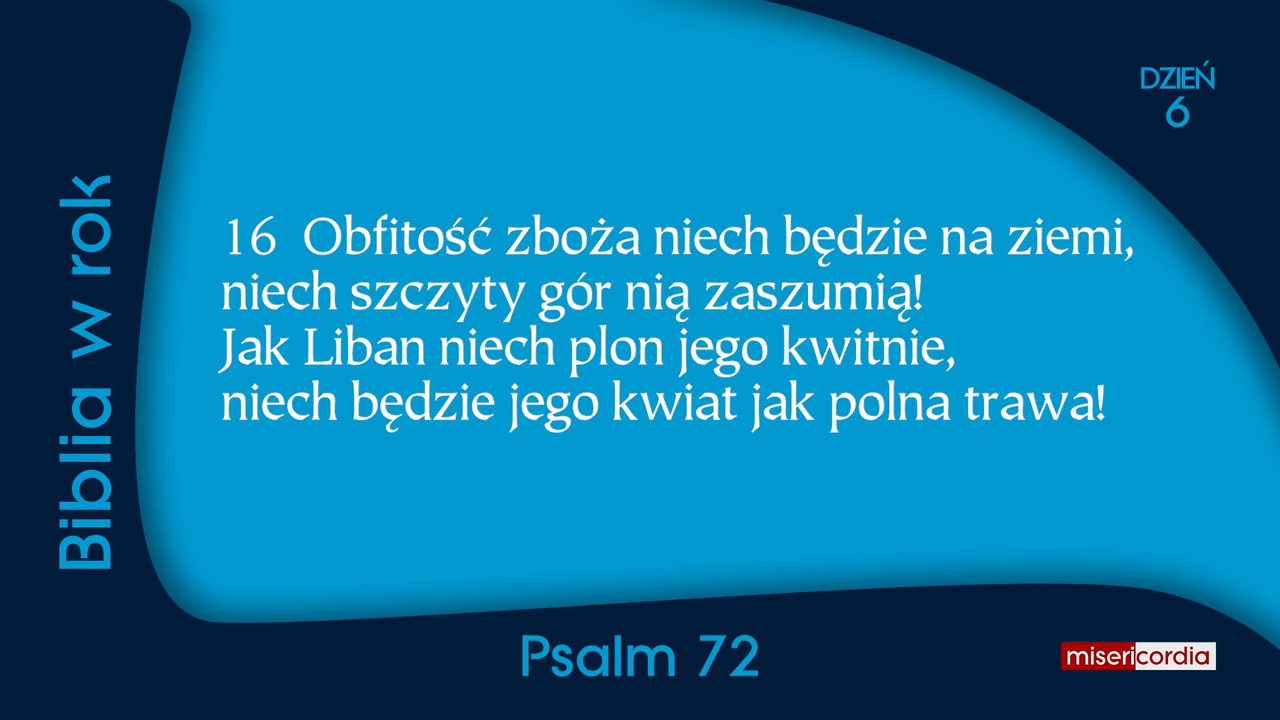 DZIEŃ
6
Biblia w rok
16 Obfitość zboża niech będzie na ziemi,
niech szczyty gór nią zaszumią!
Jak Liban niech plon jego kwitnie,
niech będzie jego kwiat jak polna trawa!
Psalm 72
misericordia